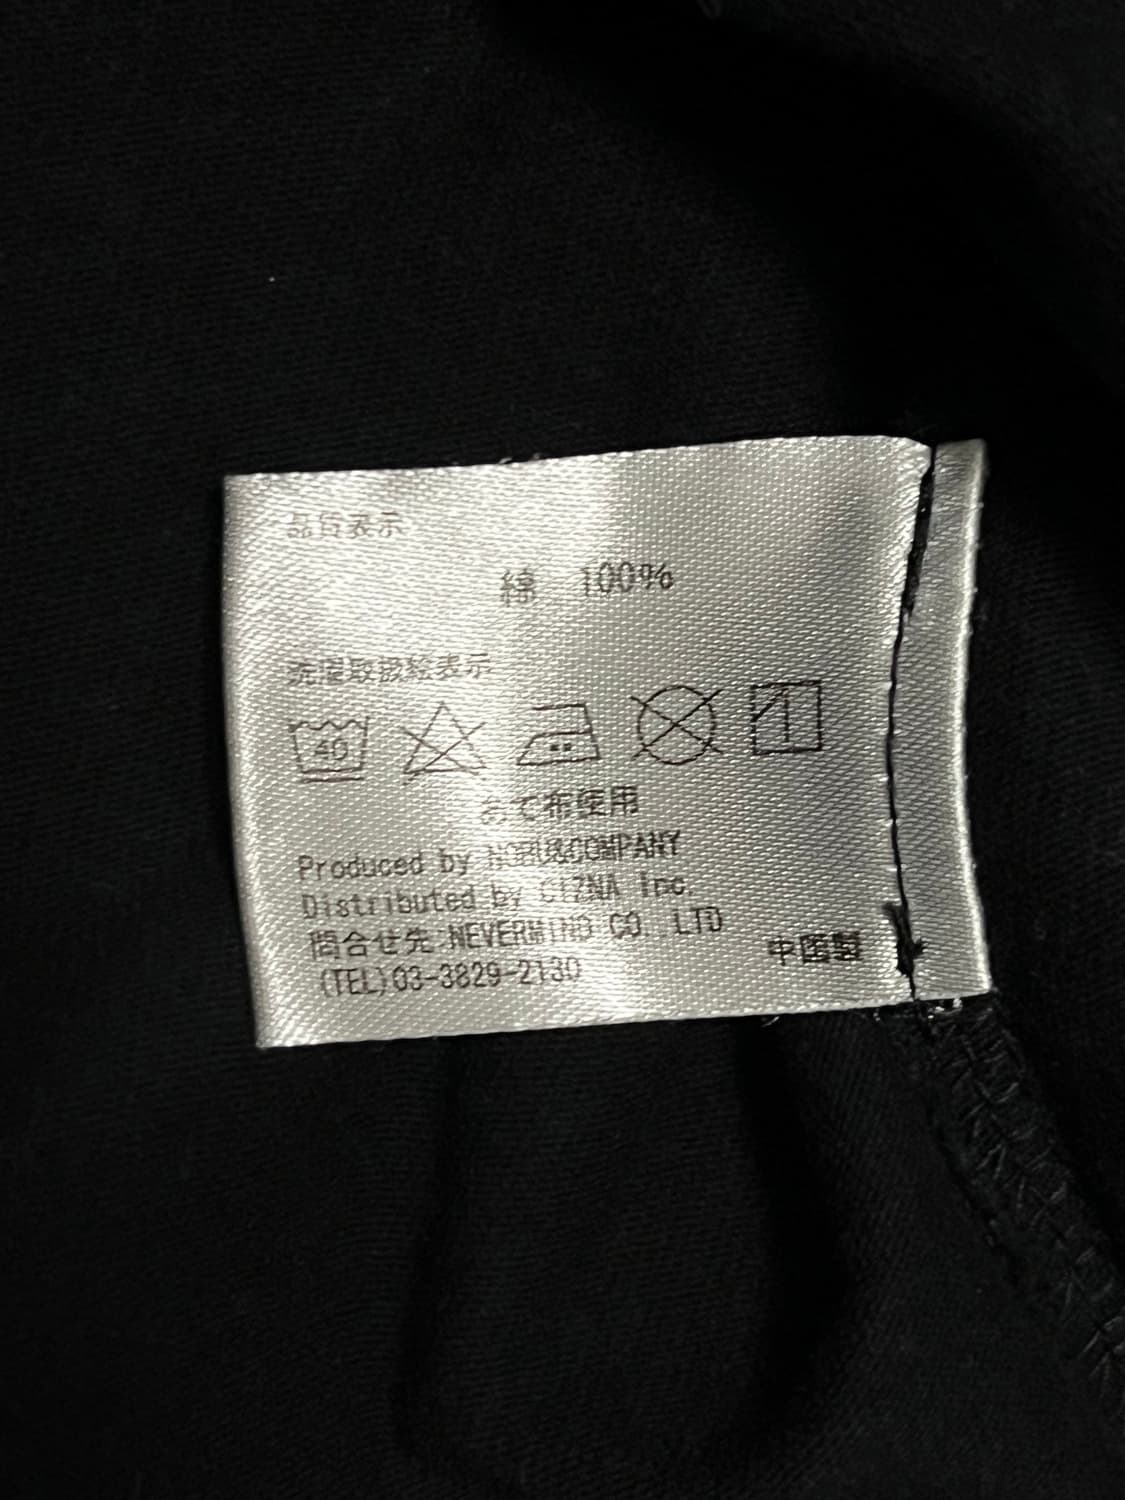 品質表示
綿 100%
洗濯取扱絵表示
40
あて布使用
Produced by NOBU&COMPANY
Distributed by GIZNA Inc.
問合せ先:NEVERMIND CO. LTD
(TEL)03-3829-2130
中国製